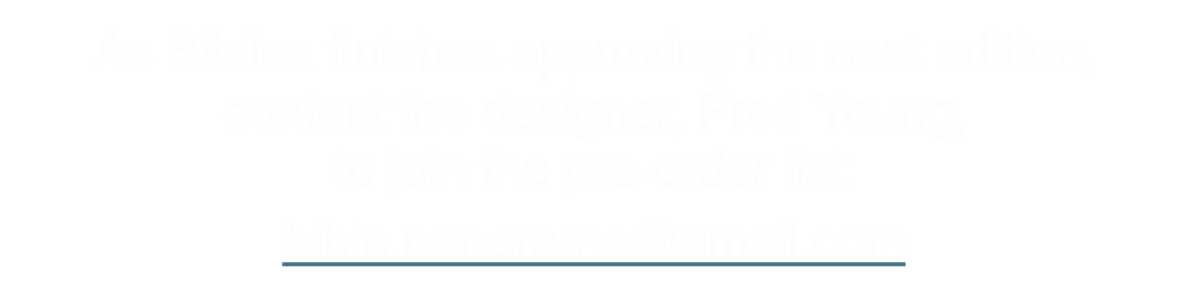 As Biblica finishes approving the next edition,
contact the designer, Fred Young,
to join the pre-order list:
bible.panorama@gmail.com